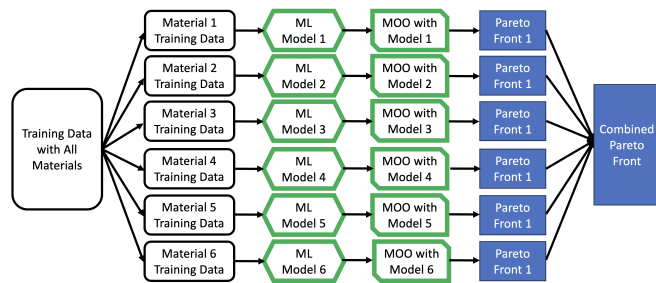 Training Data
with All
Materials
Material 1
Training Data
ML
Model 1
MOO with
Model 1
Pareto
Front 1
Material 2
Training Data
ML
Model 2
MOO with
Model 2
Pareto
Front 1
Material 3
Training Data
ML
Model 3
MOO with
Model 3
Pareto
Front 1
Material 4
Training Data
ML
Model 4
MOO with
Model 4
Pareto
Front 1
Material 5
Training Data
ML
Model 5
MOO with
Model 5
Pareto
Front 1
Material 6
Training Data
ML
Model 6
MOO with
Model 6
Pareto
Front 1
Combined
Pareto
Front